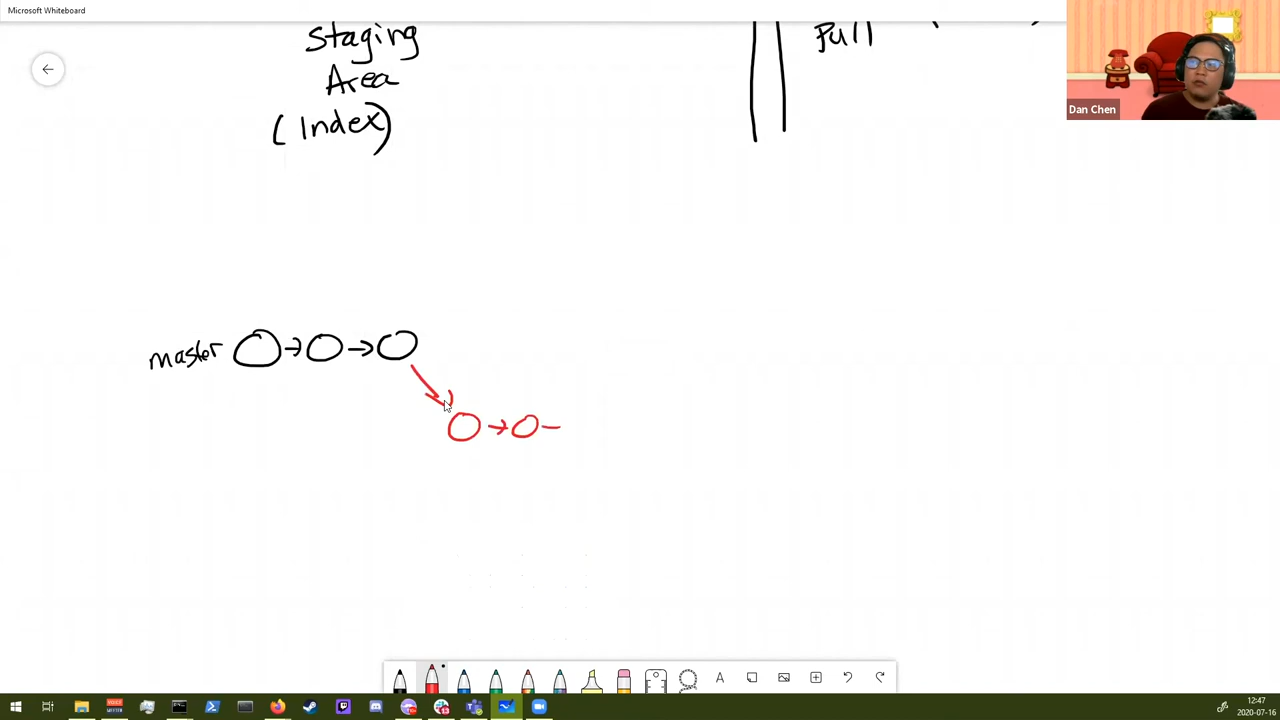 Microsoft Whiteboard
Staging
Area
(Index)
Pull
Dan Chen
master
A
12:47
2020-07-16